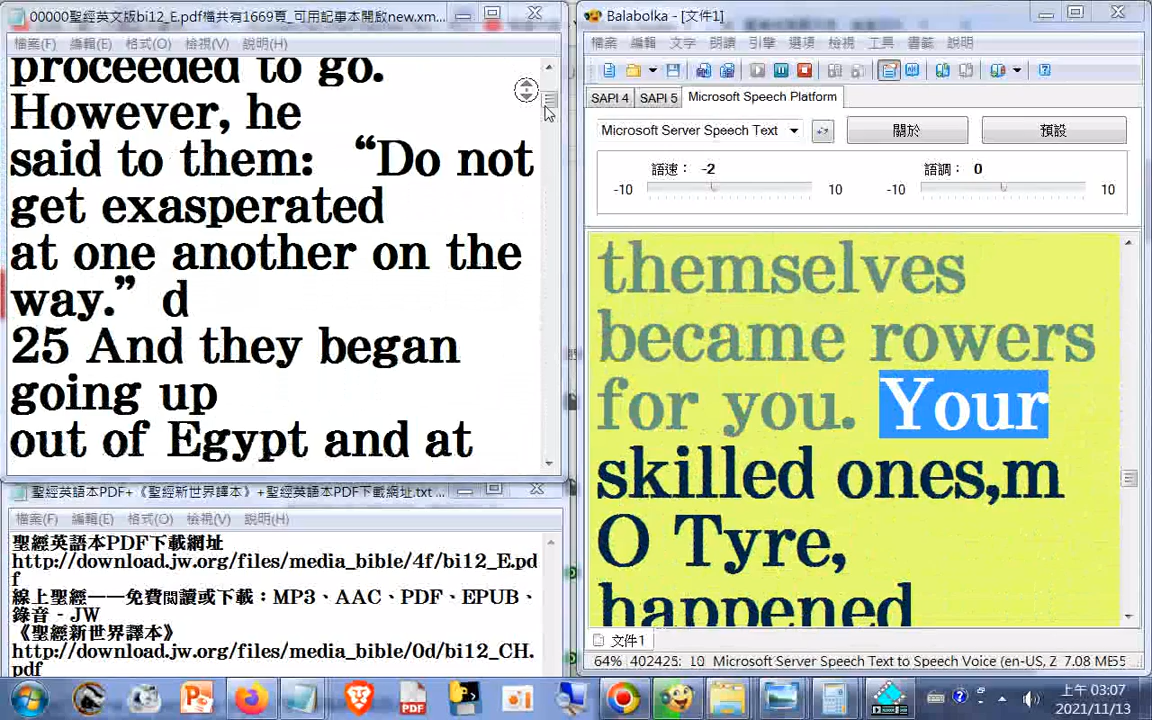 00000聖經英文版bi12_E.pdf檔共有1669頁_可用記事本開啟new.xm...
檔案(F) 編輯(E) 格式(O) 檢視(V) 說明(H)
proceeded to go.
However, he
said to them: “Do not
get exasperated
at one another on the
way.” d
25 And they began
going up
out of Egypt and at
聖經英語本PDF+《聖經新世界譯本》+聖經英語本PDF下載網址.txt ...
檔案(F) 編輯(E) 格式(O) 檢視(V) 說明(H)
聖經英語本PDF下載網址
http://download.jw.org/files/media_bible/4f/bi12_E.pd
f
線上聖經——免費閱讀或下載：MP3、AAC、PDF、EPUB、
錄音 - JW
《聖經新世界譯本》
http://download.jw.org/files/media_bible/0d/bi12_CH.
pdf
Balabolka - [文件1]
檔案 編輯 文字 朗讀 引擎 選項 檢視 工具 書籤 說明
SAPI 4 SAPI 5 Microsoft Speech Platform
Microsoft Server Speech Text 關於 預設
語速： -2 語調： 0
-10 10 -10 10
themselves
became rowers
for you. Your
skilled ones,m
O Tyre,
happened
文件1
64% 402425: 10 Microsoft Server Speech Text to Speech Voice (en-US, Z 7.08 MB
上午 03:07
2021/11/13